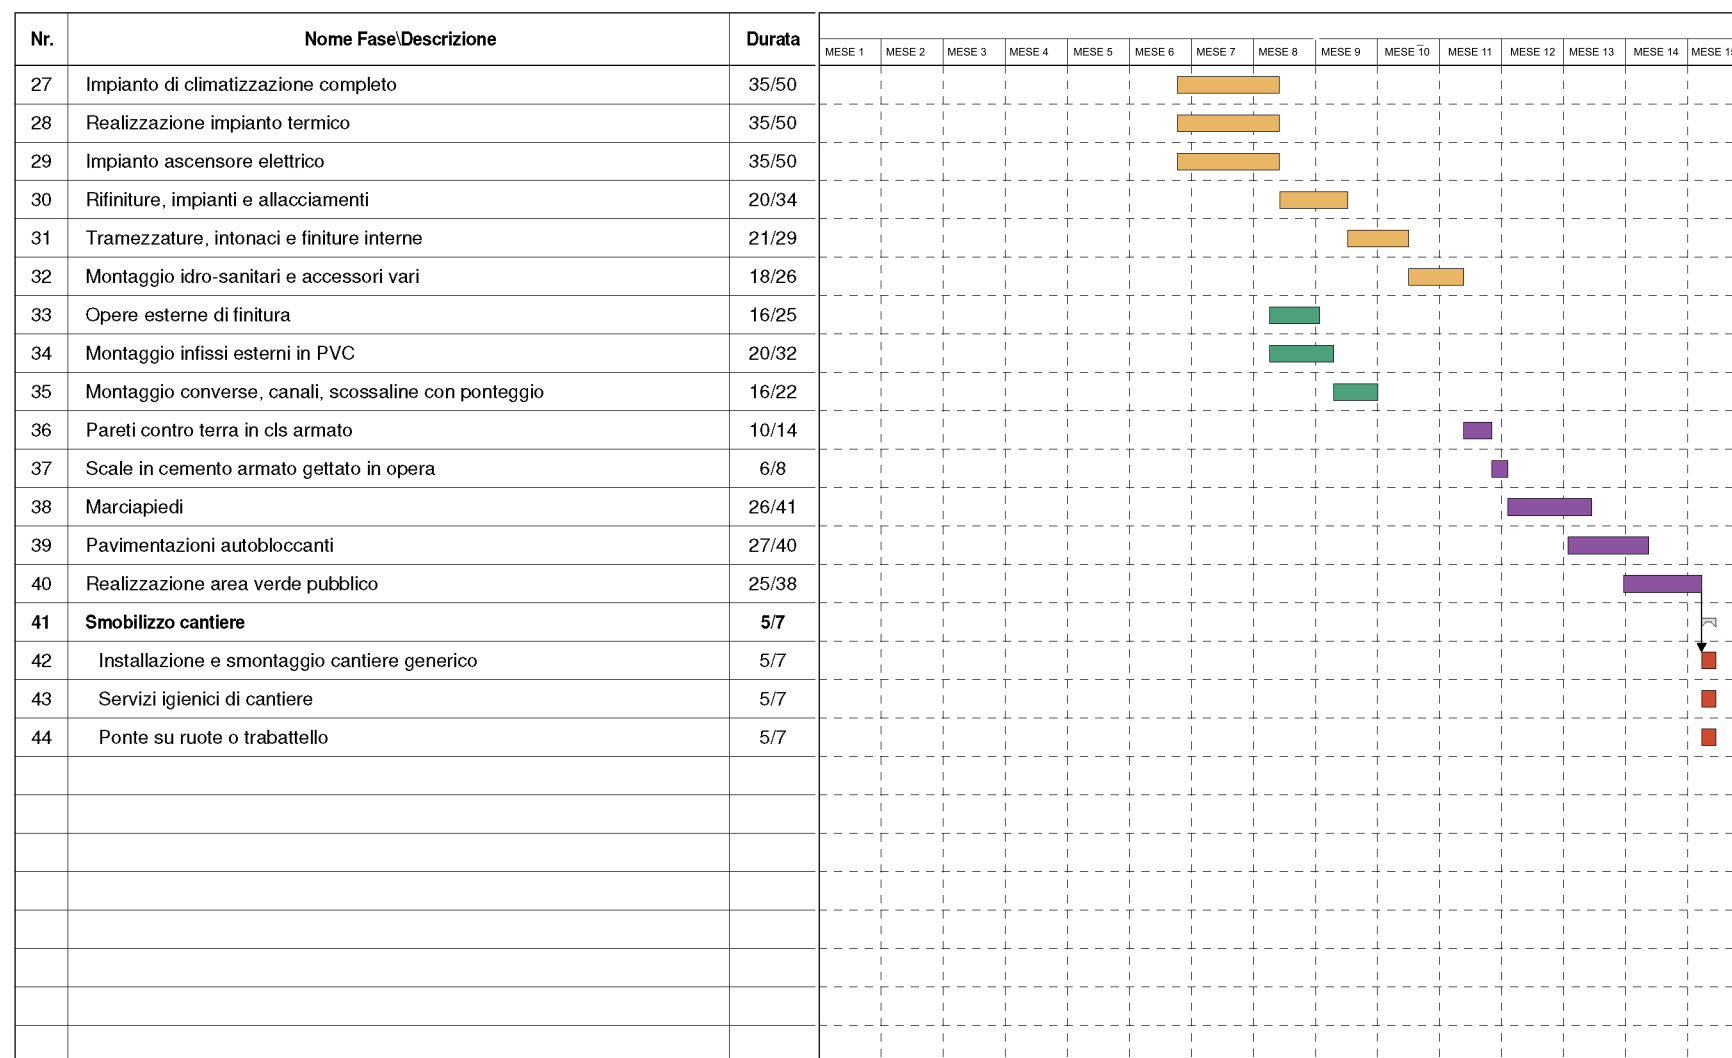 Nr. Nome Fase\Descrizione Durata
MESE 1 MESE 2 MESE 3 MESE 4 MESE 5 MESE 6 MESE 7 MESE 8 MESE 9 MESE 10 MESE 11 MESE 12 MESE 13 MESE 14 MESE 15
27 Impianto di climatizzazione completo 35/50
28 Realizzazione impianto termico 35/50
29 Impianto ascensore elettrico 35/50
30 Rifiniture, impianti e allacciamenti 20/34
31 Tramezzature, intonaci e finiture interne 21/29
32 Montaggio idro-sanitari e accessori vari 18/26
33 Opere esterne di finitura 16/25
34 Montaggio infissi esterni in PVC 20/32
35 Montaggio converse, canali, scossaline con ponteggio 16/22
36 Pareti contro terra in cls armato 10/14
37 Scale in cemento armato gettato in opera 6/8
38 Marciapiedi 26/41
39 Pavimentazioni autobloccanti 27/40
40 Realizzazione area verde pubblico 25/38
41 Smobilizzo cantiere 5/7
42 Installazione e smontaggio cantiere generico 5/7
43 Servizi igienici di cantiere 5/7
44 Ponte su ruote o trabattello 5/7